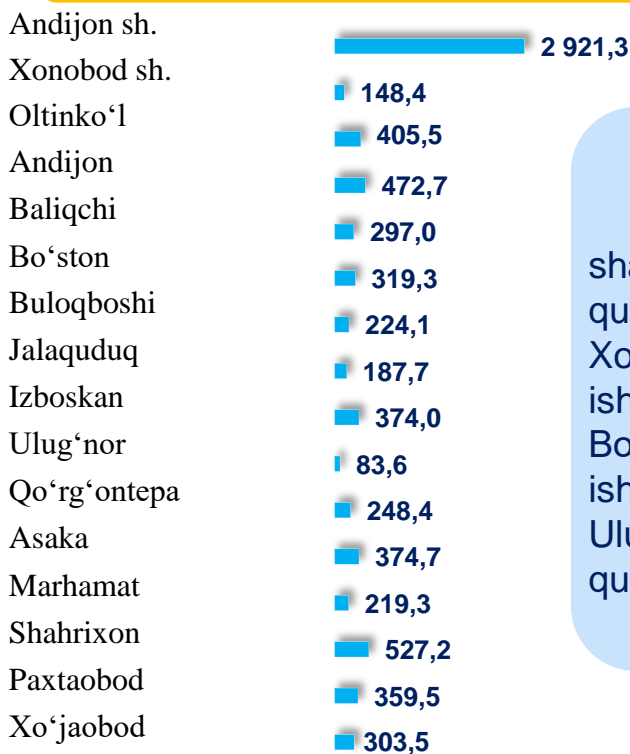 Andijon sh.
2 921,3
Xonobod sh.
148,4
Oltinko‘l
405,5
Andijon
472,7
Baliqchi
297,0
Bo‘ston
319,3
Buloqboshi
224,1
Jalaquduq
187,7
Izboskan
374,0
Ulug‘nor
83,6
Qo‘rg‘ontepa
248,4
Asaka
374,7
Marhamat
219,3
Shahrixon
527,2
Paxtaobod
359,5
Xo‘jaobod
303,5